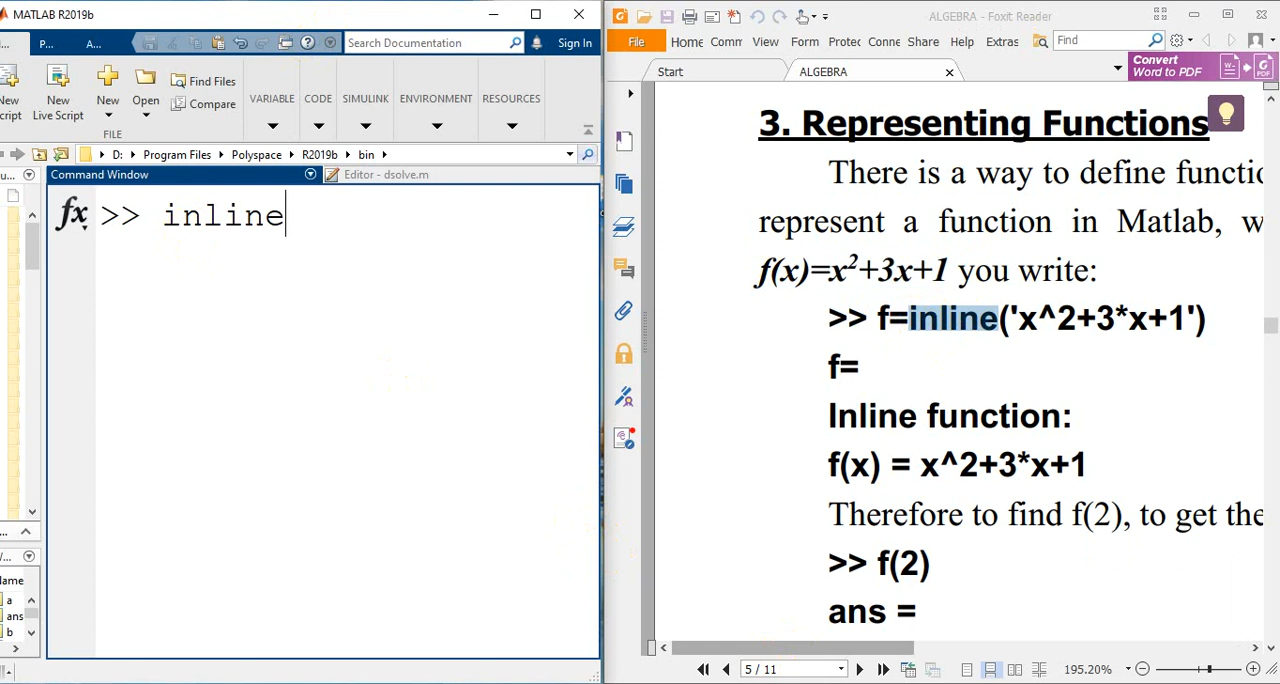 MATLAB R2019b
P...
A...
Search Documentation
Sign In
New
Script
New
Live Script
New
Open
Find Files
Compare
FILE
VARIABLE
CODE
SIMULINK
ENVIRONMENT
RESOURCES
D:
Program Files
Polyspace
R2019b
bin
Command Window
Editor - dsolve.m
fx >> inline
a
ans
b
ALGEBRA - Foxit Reader
File
Home
Comm
View
Form
Protec
Conne
Share
Help
Extras
Find
Start
ALGEBRA
Convert
Word to PDF
3. Representing Functions
There is a way to define functio
represent a function in Matlab, w
f(x)=x²+3x+1 you write:
>> f=inline('x^2+3*x+1')
f=
Inline function:
f(x) = x^2+3*x+1
Therefore to find f(2), to get the
>> f(2)
ans =
5 / 11
195.20%